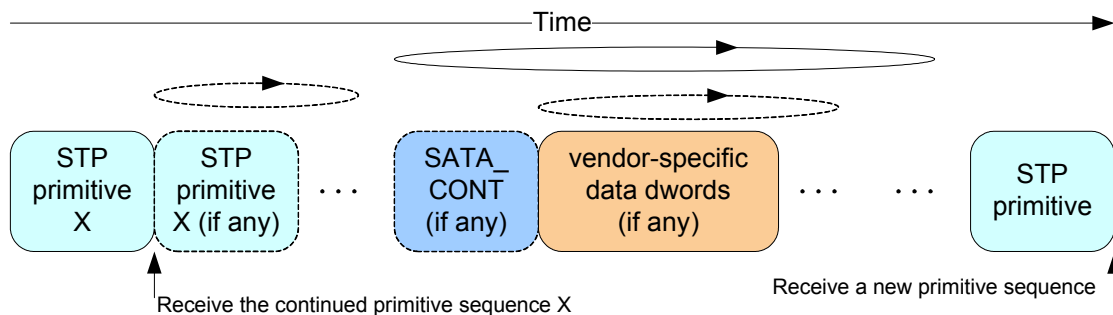 Time
STP
primitive
X
STP
primitive
X (if any)
. . .
SATA_
CONT
(if any)
vendor-specific
data dwords
(if any)
. . .
. . .
STP
primitive
Receive the continued primitive sequence X
Receive a new primitive sequence